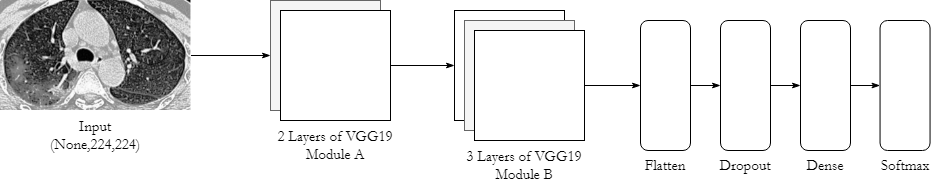 Input
(None,224,224)
2 Layers of VGG19
Module A
3 Layers of VGG19
Module B
Flatten
Dropout
Dense
Softmax